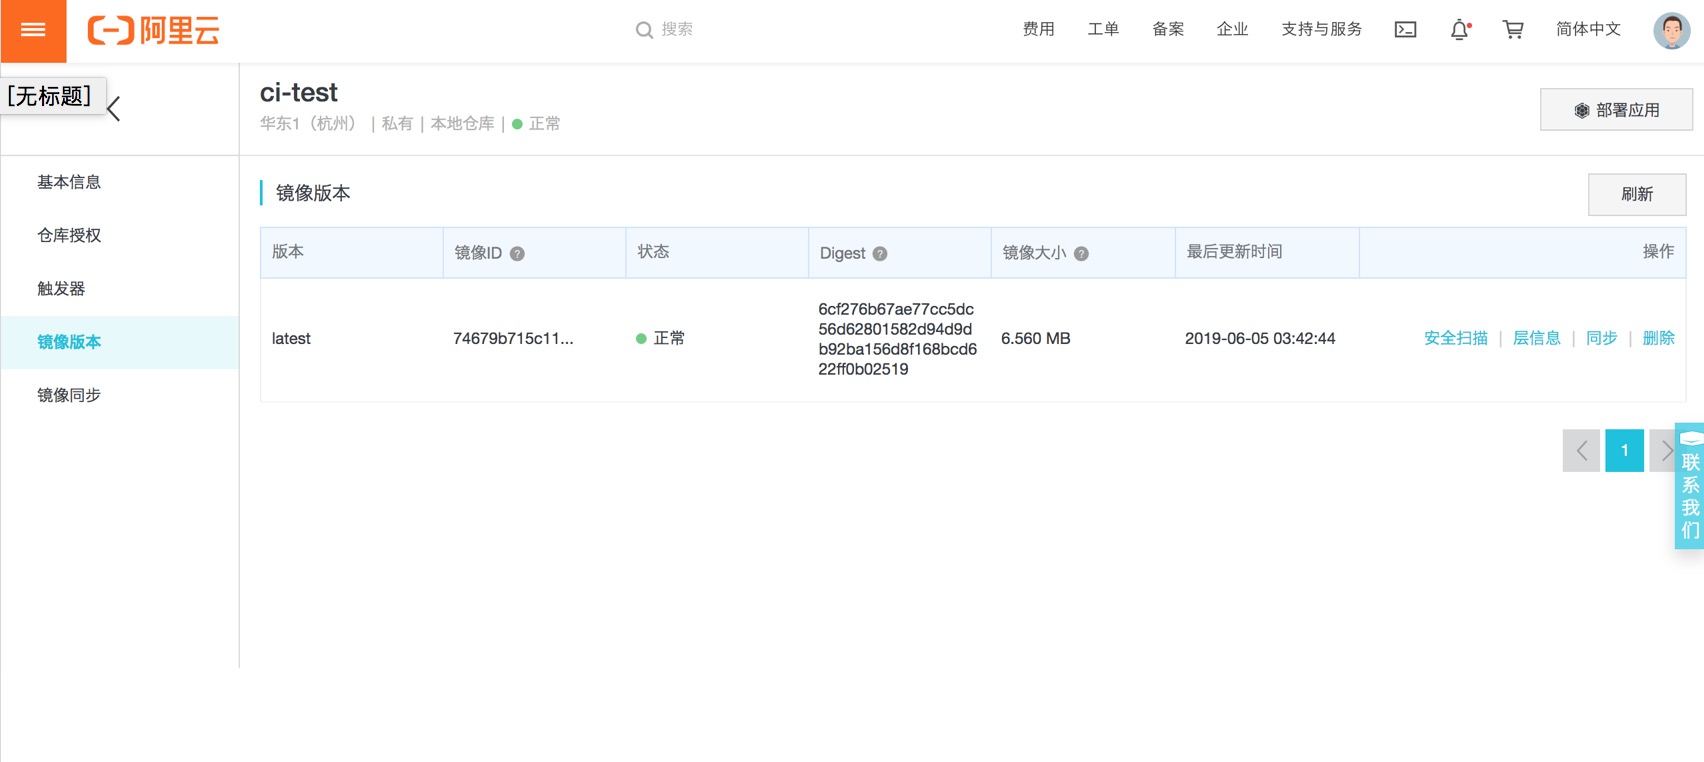 阿里云
搜索
费用
工单
备案
企业
支持与服务
简体中文
[无标题]
ci-test
华东1（杭州） | 私有 | 本地仓库 | 正常
部署应用
基本信息
仓库授权
触发器
镜像版本
镜像同步
镜像版本
刷新
版本
镜像ID ?
状态
Digest ?
镜像大小 ?
最后更新时间
操作
latest
74679b715c11...
正常
6cf276b67ae77cc5dc
56d62801582d94d9d
b92ba156d8f168bcd6
22ff0b02519
6.560 MB
2019-06-05 03:42:44
安全扫描 | 层信息 | 同步 | 删除
1
联系我们